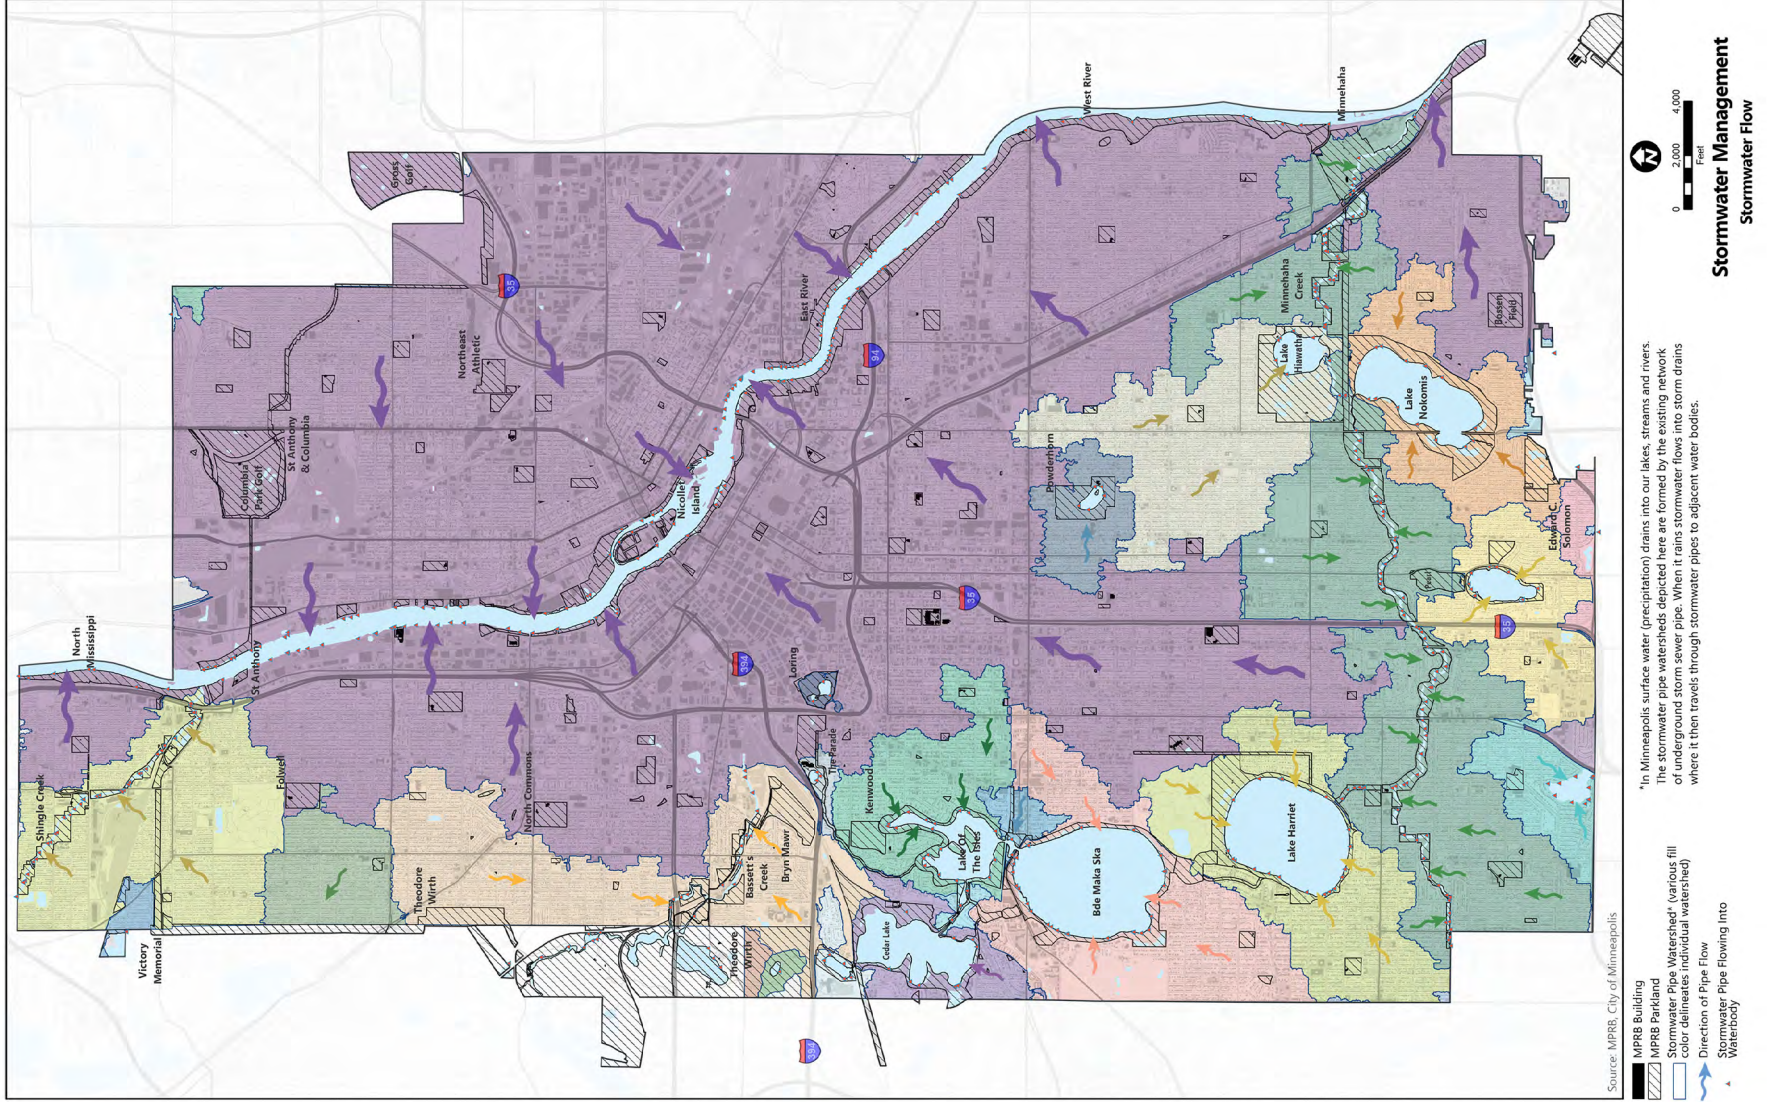 Stormwater Management
Stormwater Flow
0 2,000 4,000
Feet
N
*In Minneapolis surface water (precipitation) drains into our lakes, streams and rivers.
The stormwater pipe watersheds depicted here are formed by the existing network
of underground storm sewer pipe. When it rains stormwater flows into storm drains
where it then travels through stormwater pipes to adjacent water bodies.
MPRB Building
MPRB Parkland
Stormwater Pipe Watershed* (various fill
color delineates individual watershed)
Direction of Pipe Flow
Stormwater Pipe Flowing Into
Waterbody
Source: MPRB, City of Minneapolis
North
Mississippi
Shingle Creek
Victory
Memorial
St Anthony
Folwell
Columbia
Park Golf
St Anthony
& Columbia
Gross
Golf
Northeast
Athletic
35
North Commons
Theodore
Wirth
Nicollet
Island
East River
94
Bassett's
Creek
Bryn Mawr
Theodore
Wirth
394
394
Loring
The Parade
Kenwood
Cedar Lake
Lake Of
The Isles
35
Powderhorn
West River
Bde Maka Ska
Lake Harriet
Lake
Hiawatha
Minnehaha
Creek
Minnehaha
Lake
Nokomis
Pearl
35
Edward C.
Solomon
Bossen
Field